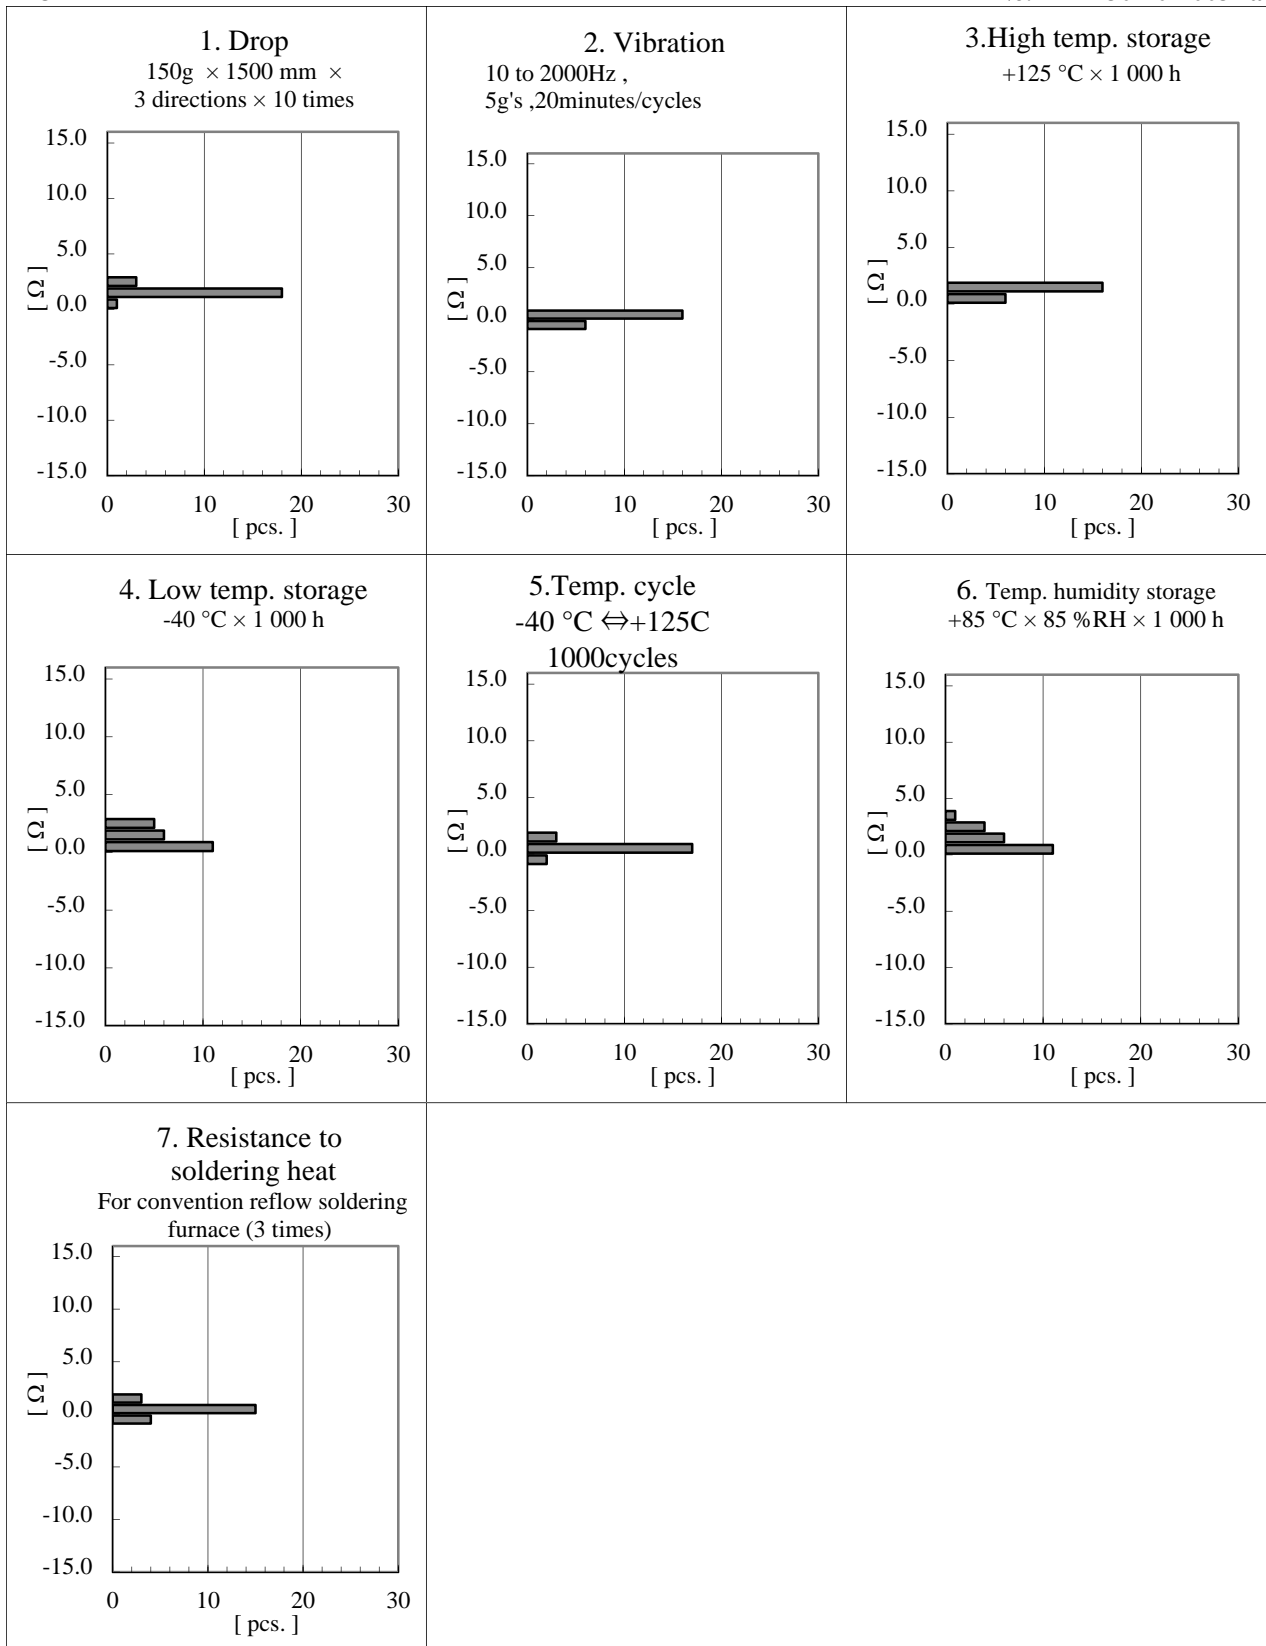 1. Drop
150g × 1500 mm ×
3 directions × 10 times
15.0
10.0
5.0
0.0
-5.0
-10.0
-15.0
[ Ω ]
0 10 20 30
[ pcs. ]
2. Vibration
10 to 2000Hz ,
5g's ,20minutes/cycles
15.0
10.0
5.0
0.0
-5.0
-10.0
-15.0
[ Ω ]
0 10 20 30
[ pcs. ]
3.High temp. storage
+125 °C × 1 000 h
15.0
10.0
5.0
0.0
-5.0
-10.0
-15.0
[ Ω ]
0 10 20 30
[ pcs. ]
4. Low temp. storage
-40 °C × 1 000 h
15.0
10.0
5.0
0.0
-5.0
-10.0
-15.0
[ Ω ]
0 10 20 30
[ pcs. ]
5.Temp. cycle
-40 °C ⇔+125C
1000cycles
15.0
10.0
5.0
0.0
-5.0
-10.0
-15.0
[ Ω ]
0 10 20 30
[ pcs. ]
6. Temp. humidity storage
+85 °C × 85 %RH × 1 000 h
15.0
10.0
5.0
0.0
-5.0
-10.0
-15.0
[ Ω ]
0 10 20 30
[ pcs. ]
7. Resistance to
soldering heat
For convention reflow soldering
furnace (3 times)
15.0
10.0
5.0
0.0
-5.0
-10.0
-15.0
[ Ω ]
0 10 20 30
[ pcs. ]